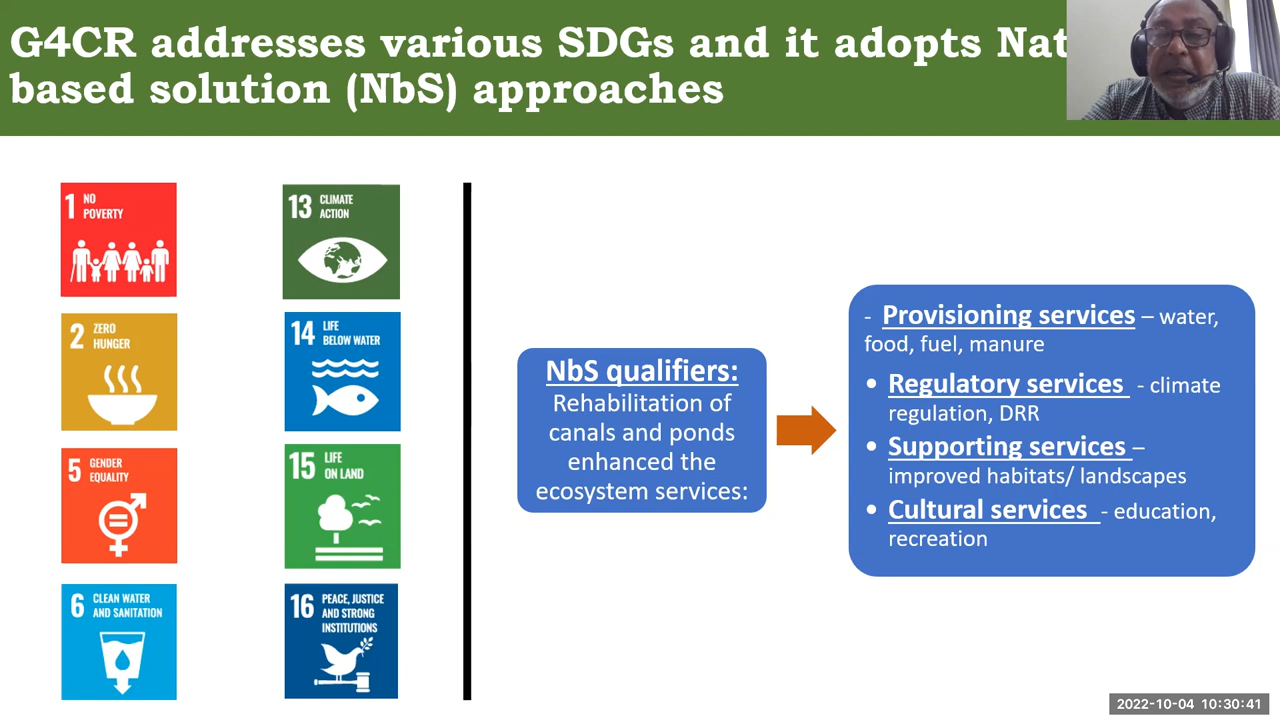 G4CR addresses various SDGs and it adopts Nat
based solution (NbS) approaches
1 NO
POVERTY
13 CLIMATE
ACTION
2 ZERO
HUNGER
14 LIFE
BELOW WATER
5 GENDER
EQUALITY
15 LIFE
ON LAND
6 CLEAN WATER
AND SANITATION
16 PEACE, JUSTICE
AND STRONG
INSTITUTIONS
NbS qualifiers:
Rehabilitation of
canals and ponds
enhanced the
ecosystem services:
- Provisioning services – water,
food, fuel, manure
• Regulatory services - climate
regulation, DRR
• Supporting services –
improved habitats/ landscapes
• Cultural services - education,
recreation
2022-10-04 10:30:41